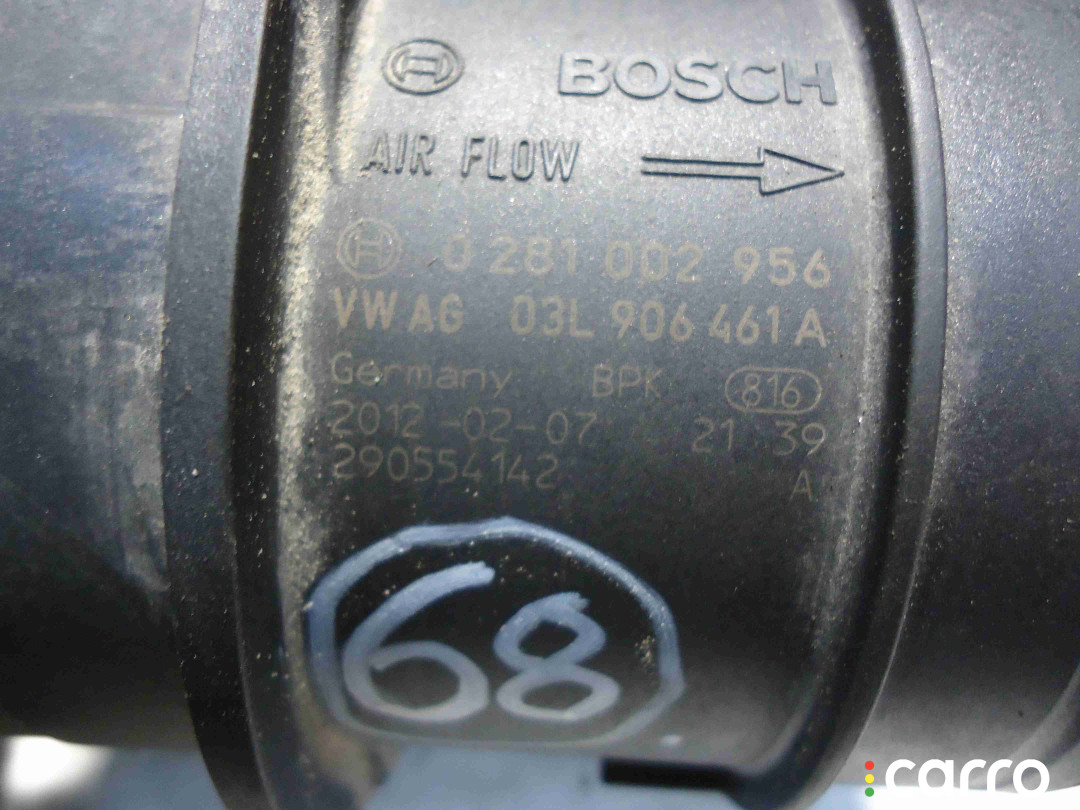 BOSCH
AIR FLOW
0 281 002 956
VW AG 03L 906 461 A
Germany BPK 816
2012-02-07 21 39
290554142 A
68
carro